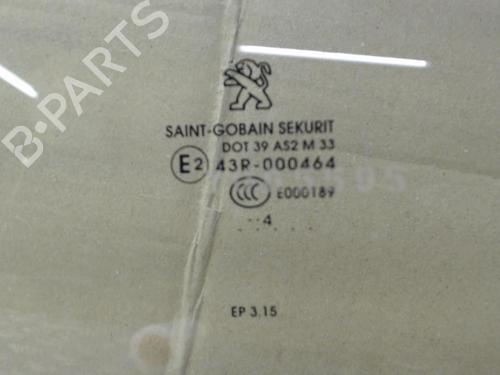 B-PARTS
SAINT-GOBAIN SEKURIT
DOT 39 AS2 M 33
E2 43R-000464
CCC E000189
..4
EP 3.15